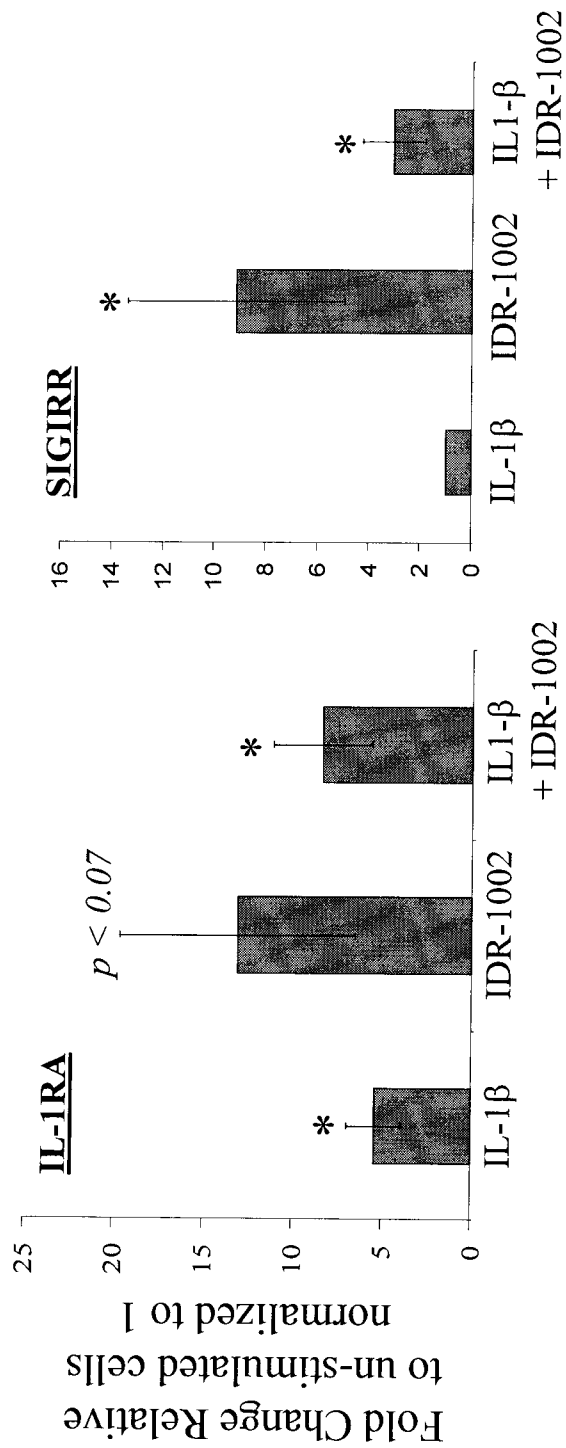 Fold Change Relative
to un-stimulated cells
normalized to 1
IL-1RA
25
20
15
10
5
0
*
p < 0.07
*
IL-1β
IDR-1002
IL1-β
+ IDR-1002
SIGIRR
16
14
12
10
8
6
4
2
0
*
*
IL-1β
IDR-1002
IL1-β
+ IDR-1002